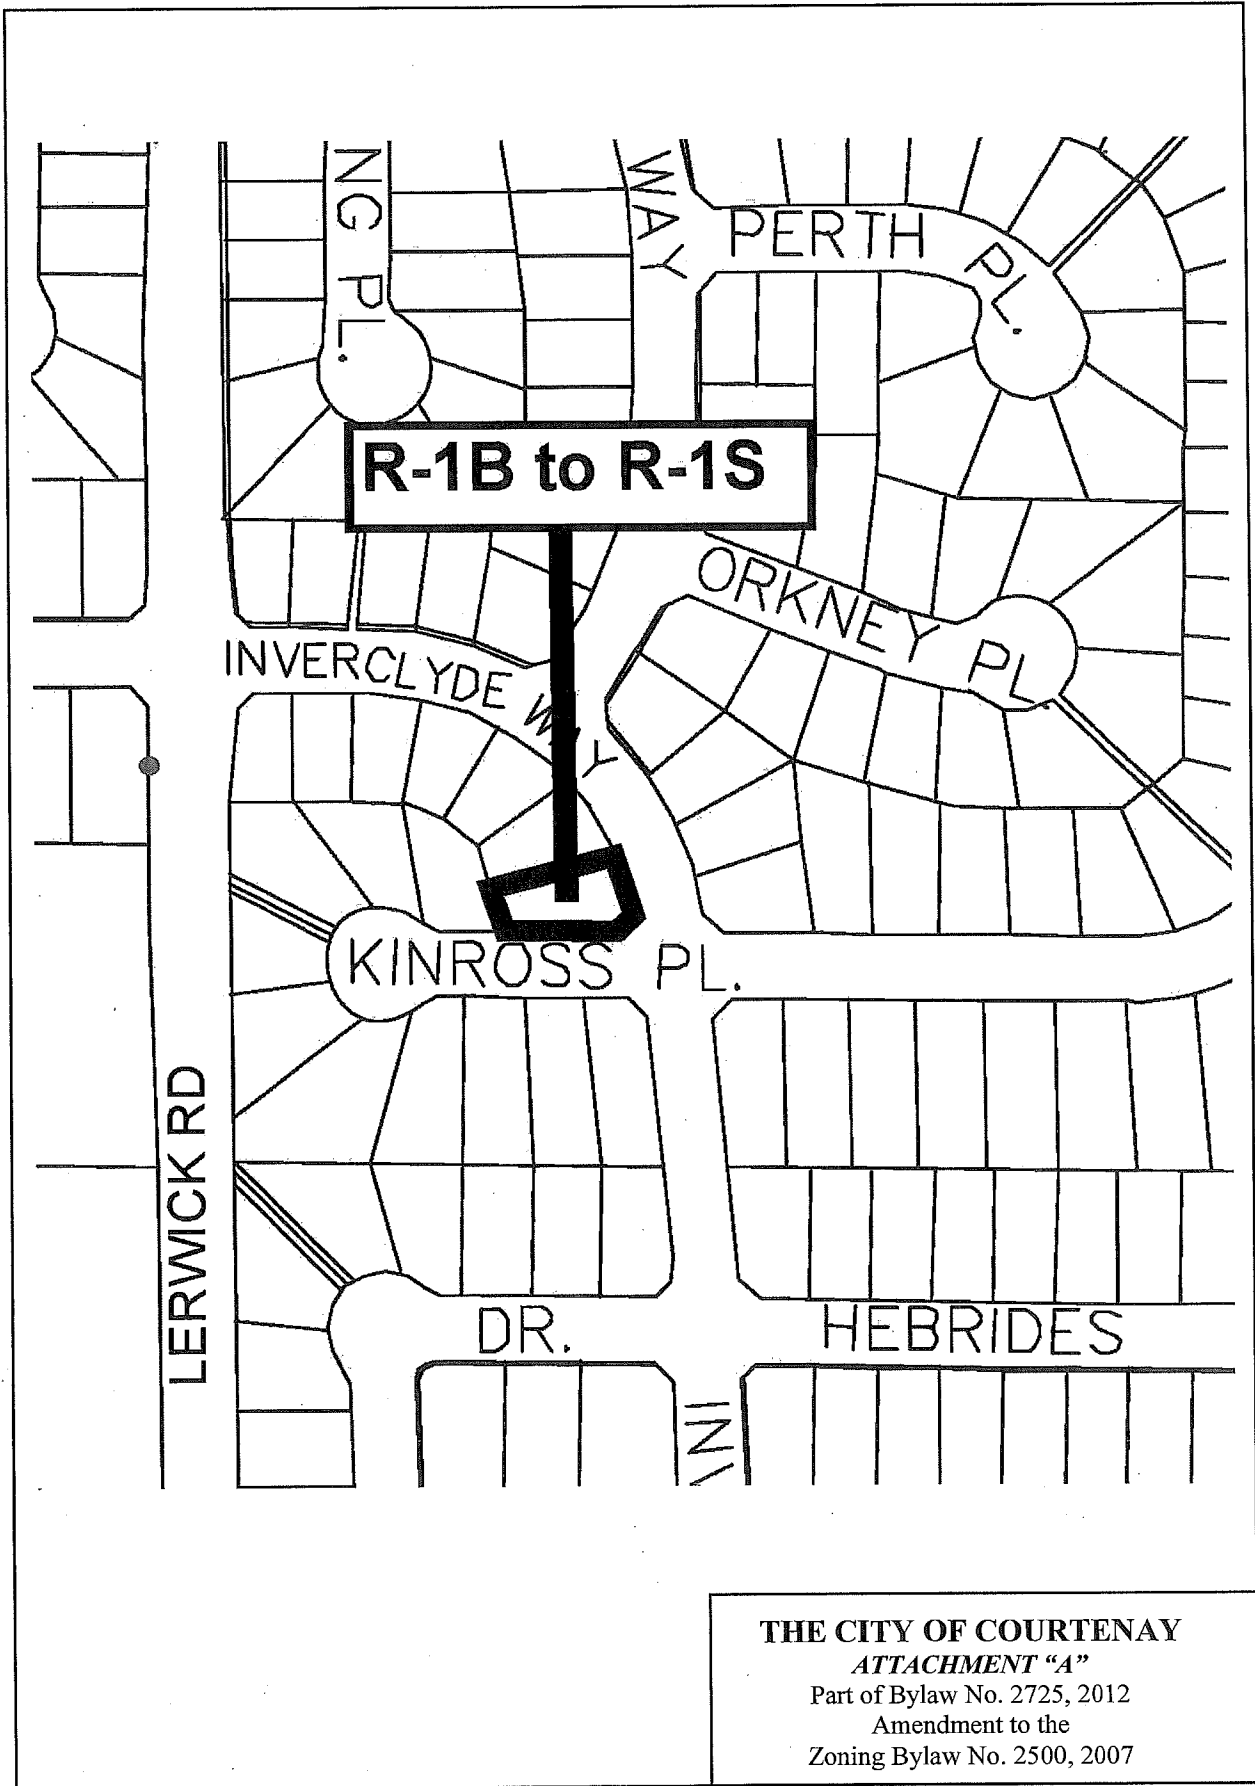 NG PL.
WAY
PERTH PL.
R-1B to R-1S
ORKNEY PL.
INVERCLYDE WAY
KINROSS PL.
LERWICK RD
DR.
HEBRIDES
IN
THE CITY OF COURTENAY
ATTACHMENT “A”
Part of Bylaw No. 2725, 2012
Amendment to the
Zoning Bylaw No. 2500, 2007